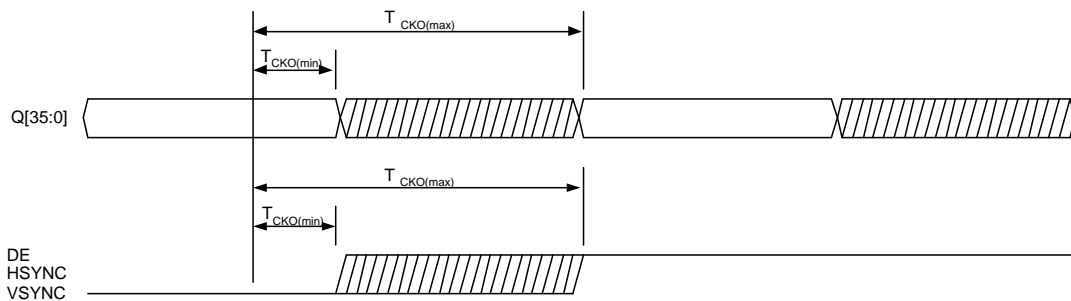 T CKO(max)
T CKO(min)
Q[35:0]
T CKO(max)
T CKO(min)
DE
HSYNC
VSYNC